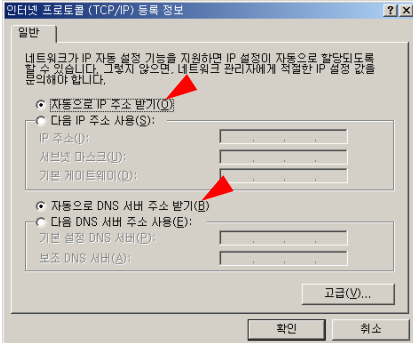 인터넷 프로토콜 (TCP/IP) 등록 정보
일반
네트워크가 IP 자동 설정 기능을 지원하면 IP 설정이 자동으로 할당되도록
할 수 있습니다. 그렇지 않으면, 네트워크 관리자에게 적절한 IP 설정 값을
문의해야 합니다.
자동으로 IP 주소 받기(O)
다음 IP 주소 사용(S):
IP 주소(I):
서브넷 마스크(U):
기본 게이트웨이(D):
자동으로 DNS 서버 주소 받기(B)
다음 DNS 서버 주소 사용(E):
기본 설정 DNS 서버(P):
보조 DNS 서버(A):
고급(V)...
확인
취소